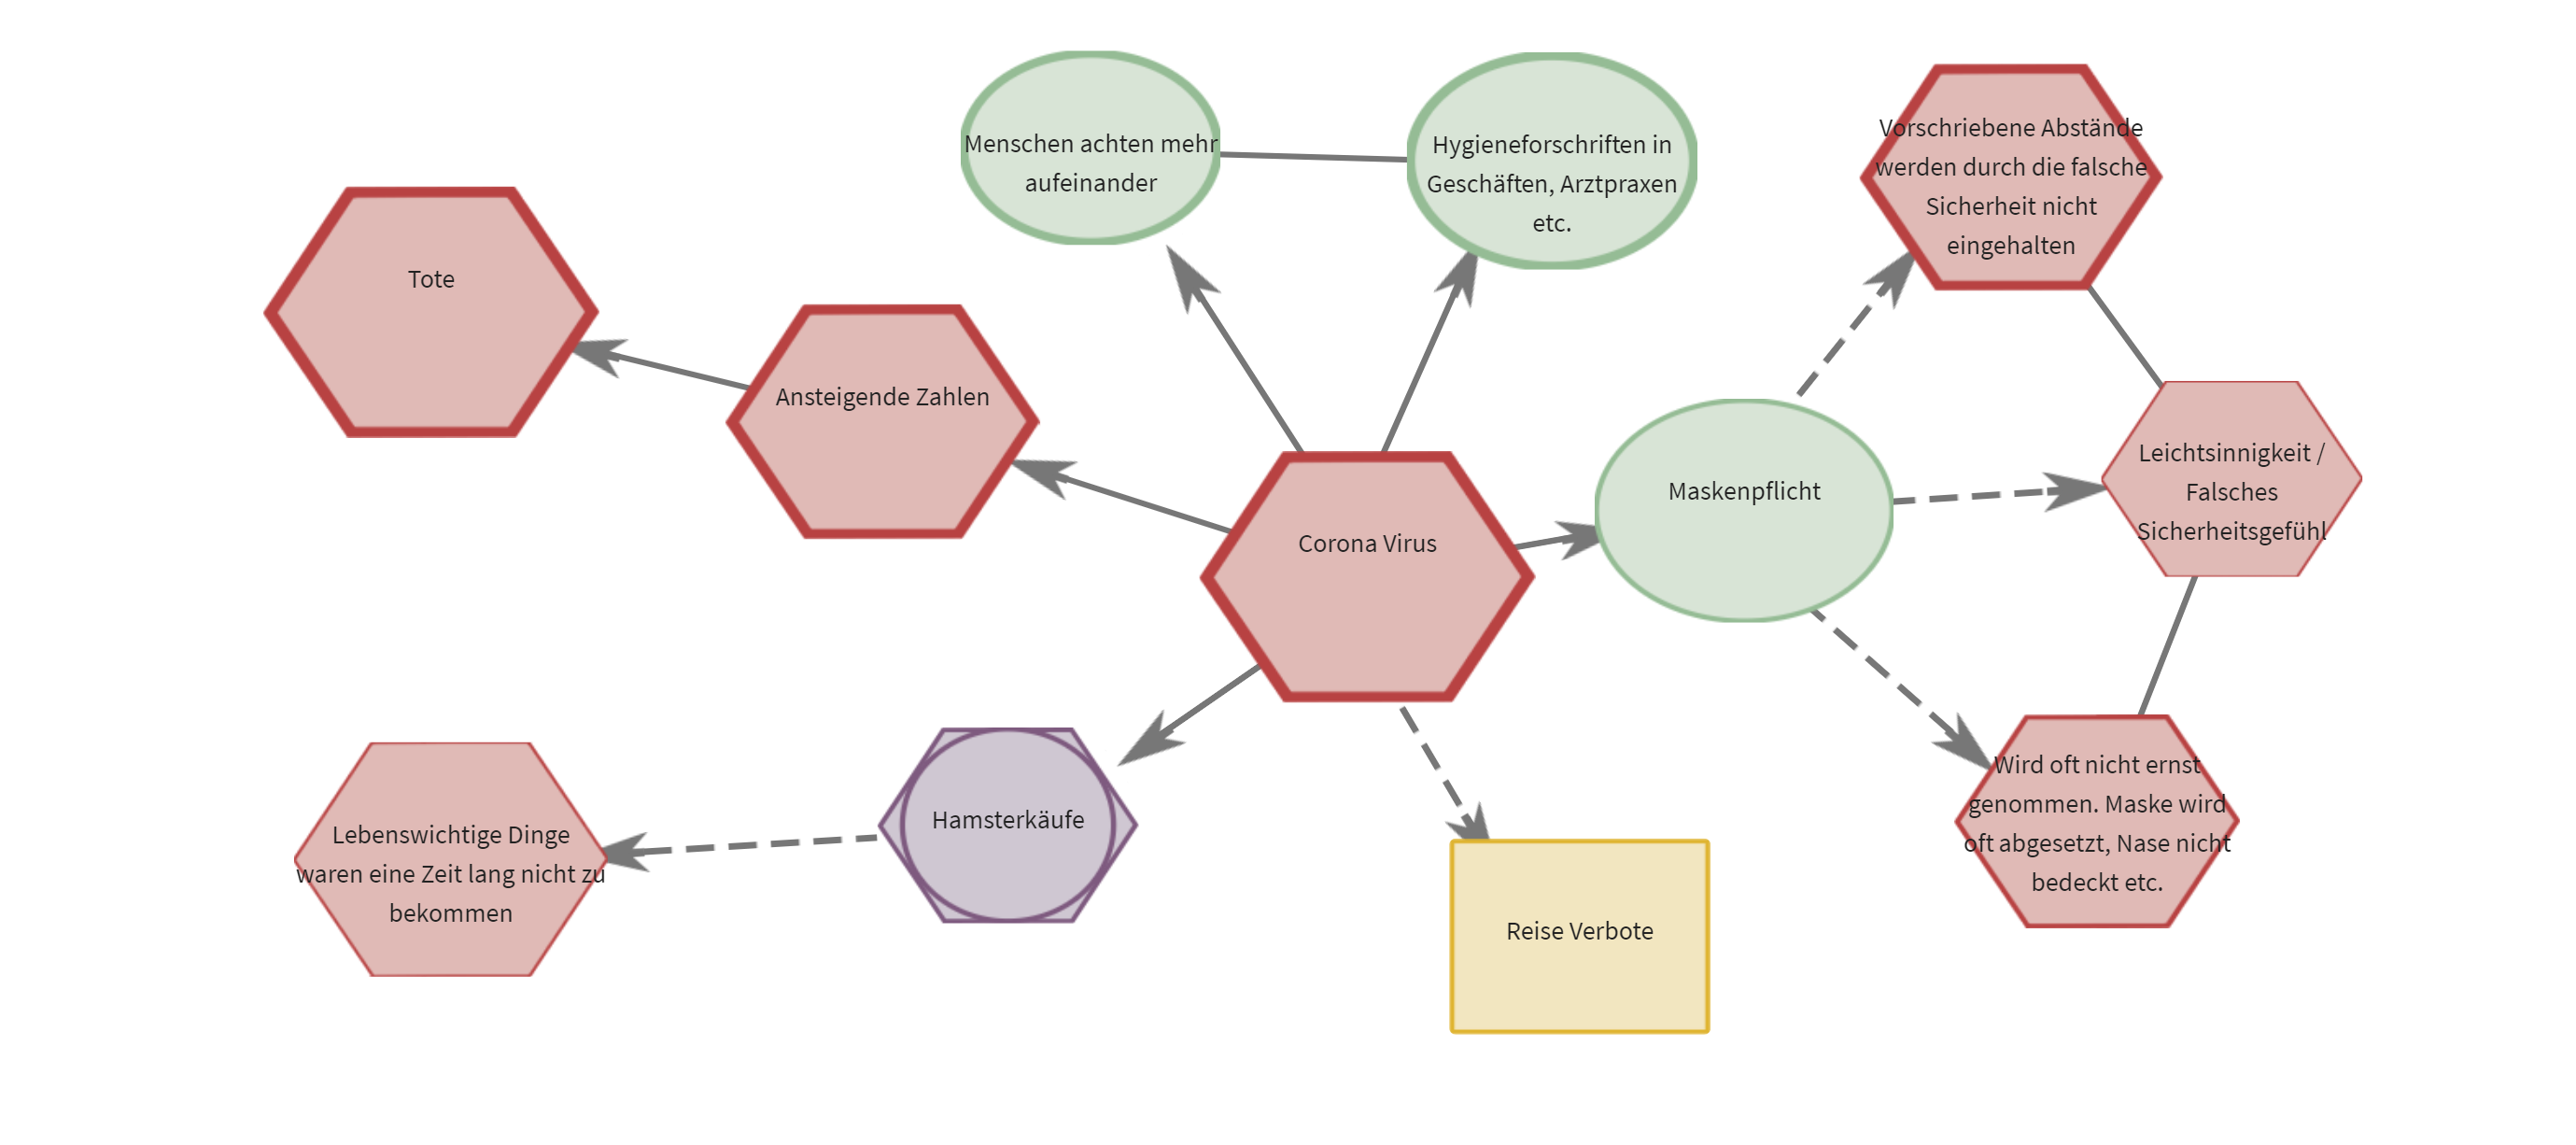 Menschen achten mehr
aufeinander
Hygieneforschriften in
Geschäften, Arztpraxen
etc.
Vorschriebene Abstände
werden durch die falsche
Sicherheit nicht
eingehalten
Tote
Ansteigende Zahlen
Corona Virus
Maskenpflicht
Leichtsinnigkeit /
Falsches
Sicherheitsgefühl
Lebenswichtige Dinge
waren eine Zeit lang nicht zu
bekommen
Hamsterkäufe
Reise Verbote
Wird oft nicht ernst
genommen. Maske wird
oft abgesetzt, Nase nicht
bedeckt etc.